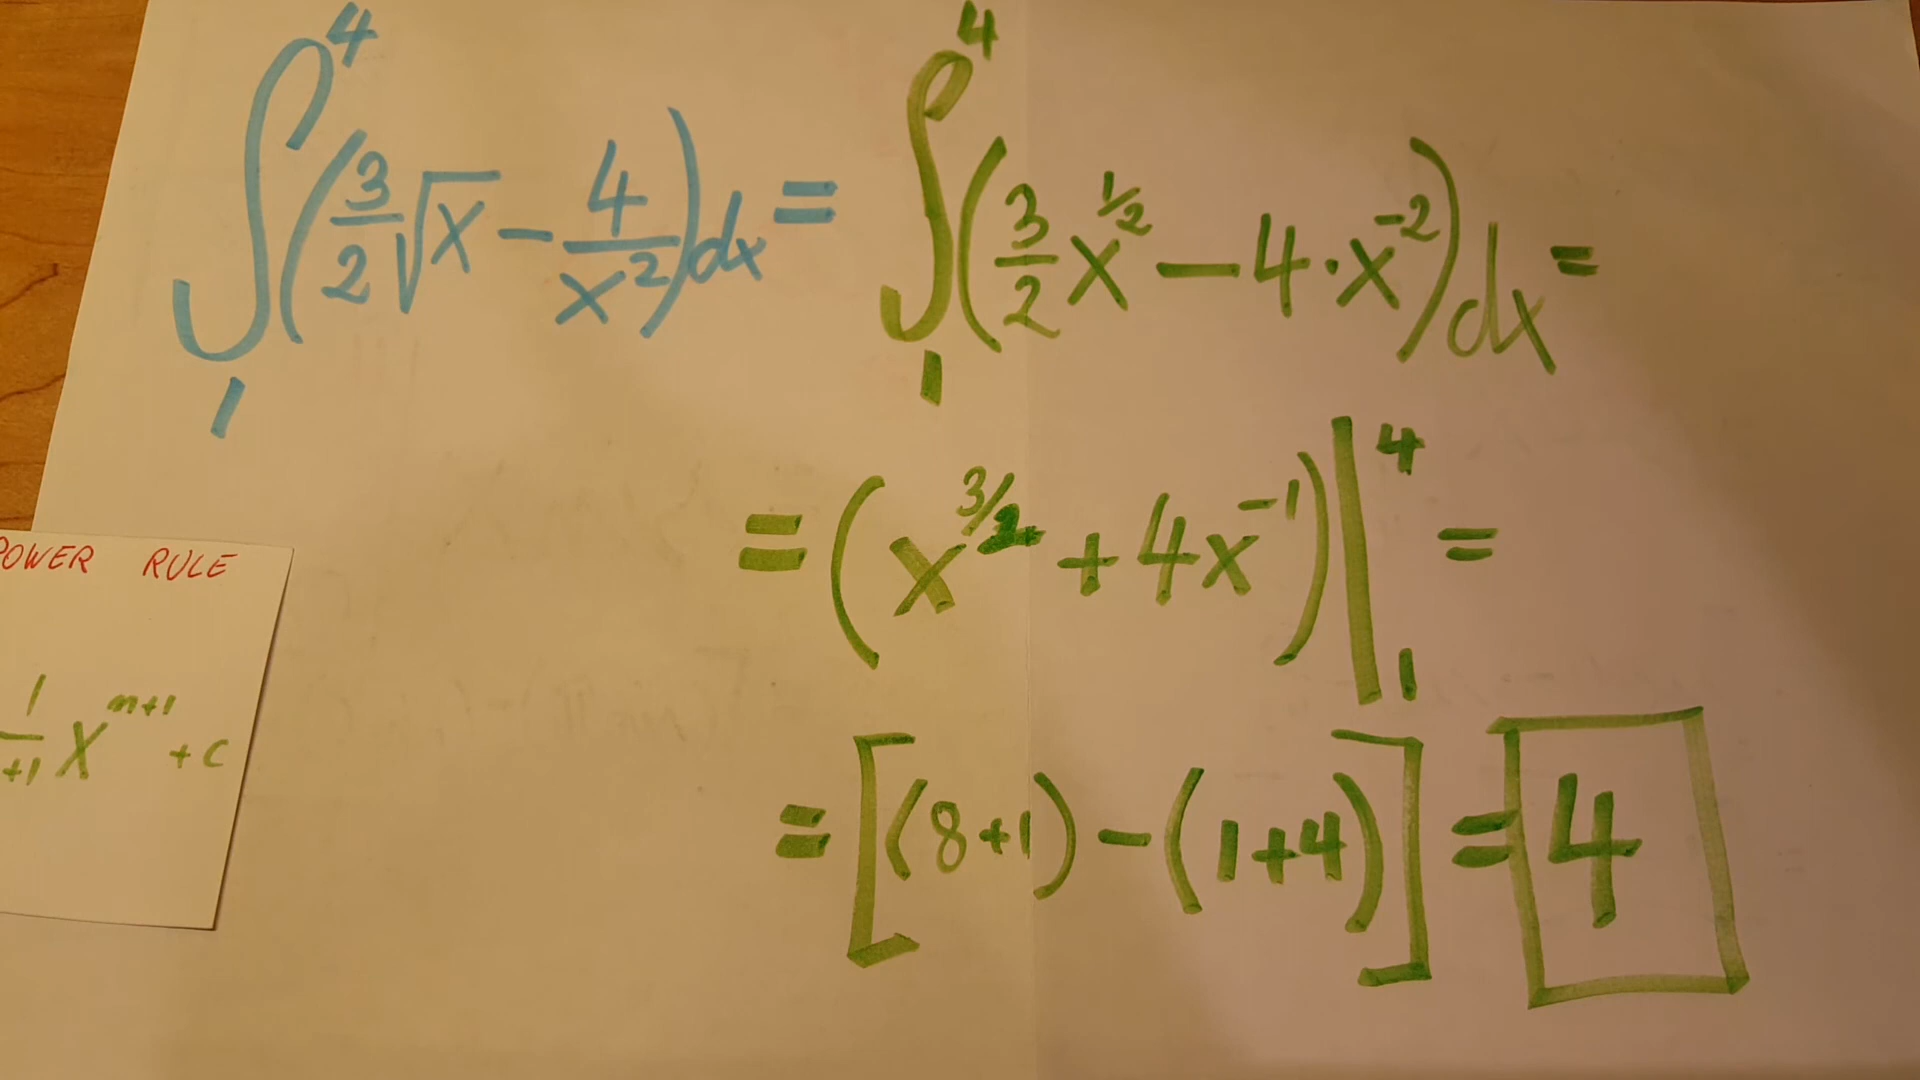 ∫₁⁴ (3/2 √x − 4/x²) dx = ∫₁⁴ (3/2 x^(1/2) − 4·x^(−2)) dx =
= (x^(3/2) + 4x^(−1)) |₁⁴ =
= [(8+1) − (1+4)] = 4
POWER RULE
1/+1 X^(n+1) + C